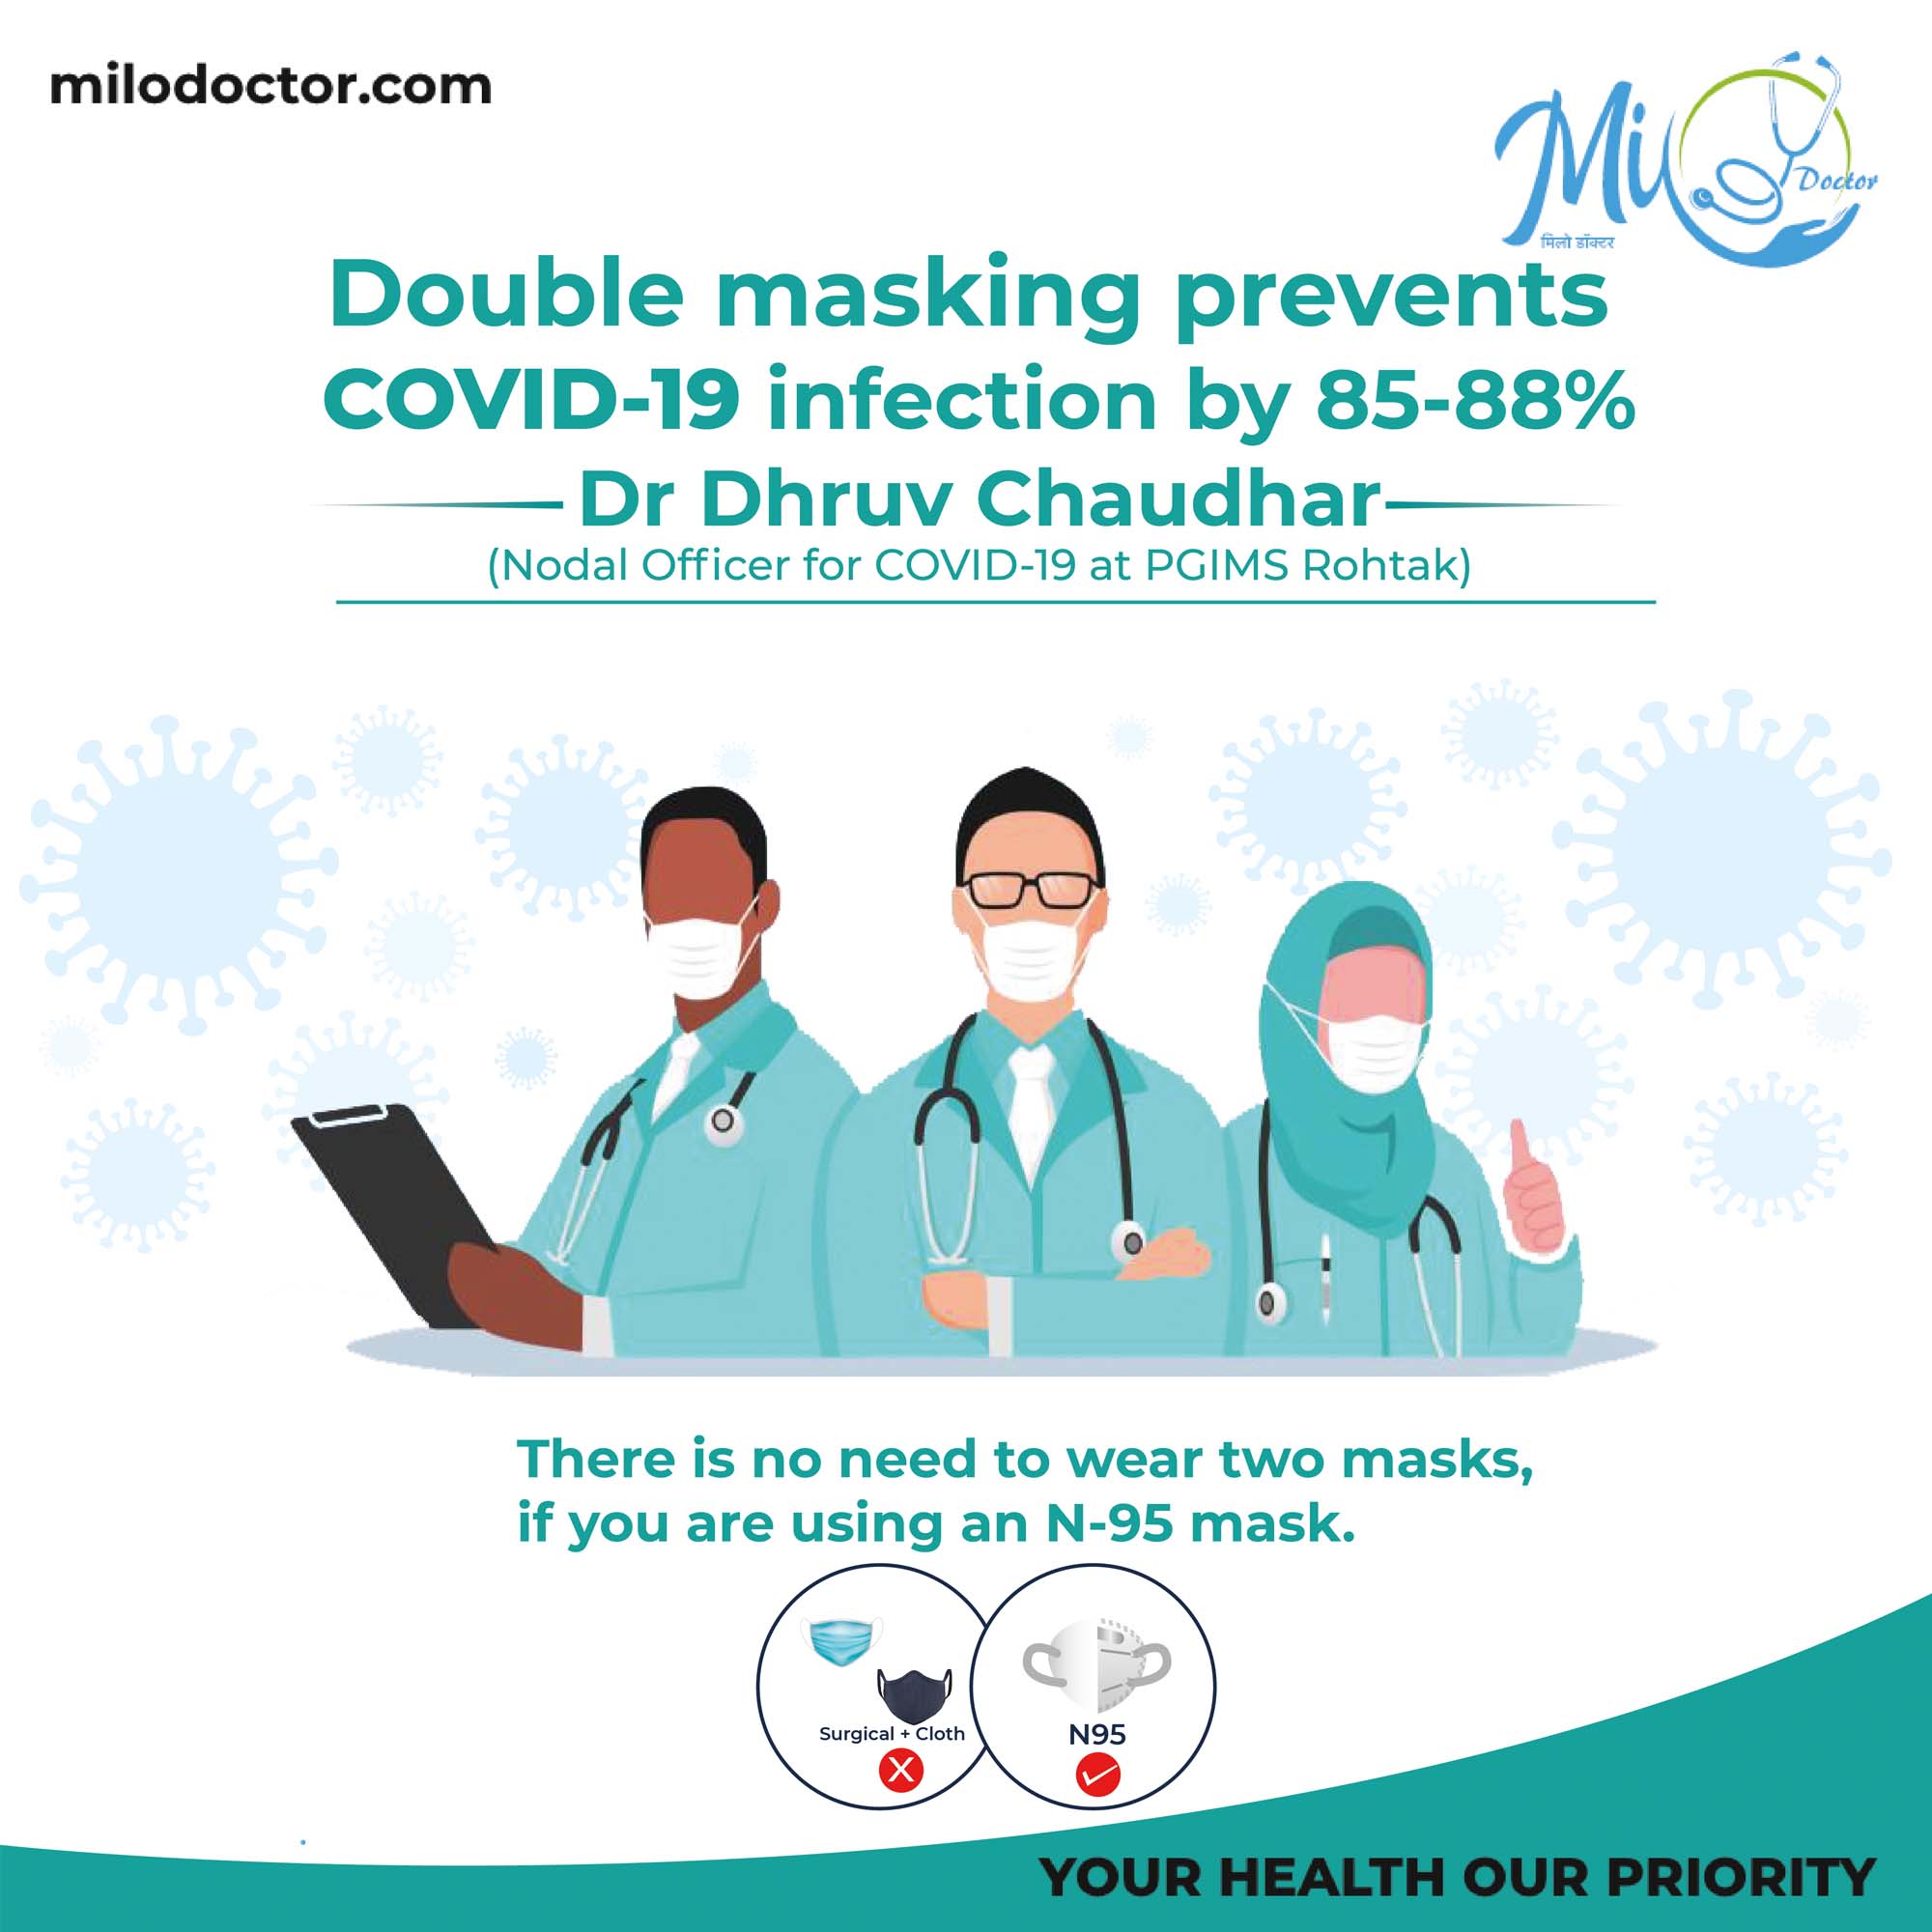 milodoctor.com
Milo
Doctor
मिलो डॉक्टर
Double masking prevents
COVID-19 infection by 85-88%
Dr Dhruv Chaudhar
(Nodal Officer for COVID-19 at PGIMS Rohtak)
There is no need to wear two masks,
if you are using an N-95 mask.
Surgical + Cloth
N95
X
YOUR HEALTH OUR PRIORITY